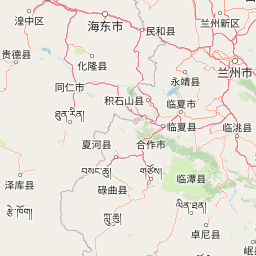 湟中区
海东市
民和县
兰州新区
贵德县
化隆县
永靖县
兰州市
同仁市
ཐུན་རིན།
积石山县
临夏市
临夏县
临洮县
夏河县
合作市
བསང་ཆུ།
གཙོས།
泽库县
碌曲县
临潭县
ཀླུ་ཆུ།
卓尼县